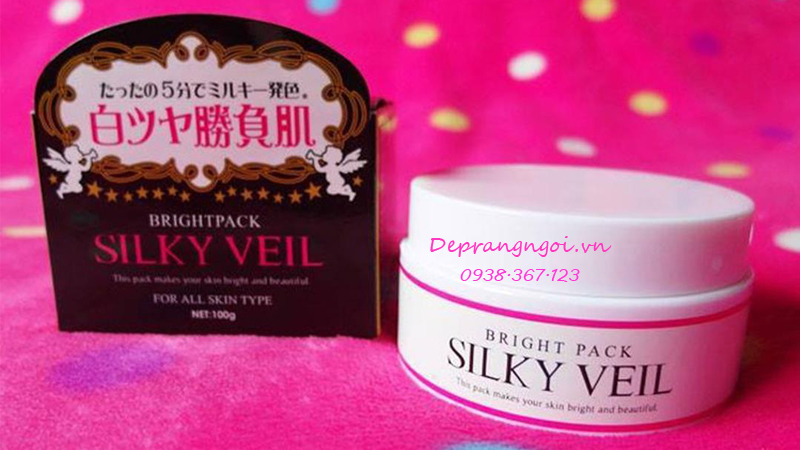 たったの5分でミルキー発色。
白ツヤ勝負肌
BRIGHTPACK
SILKY VEIL
This pack makes your skin bright and beautiful
FOR ALL SKIN TYPE
NET:100g
Deprangngoi.vn
0938·367·123
BRIGHT PACK
SILKY VEIL
This pack makes your skin bright and beautiful.